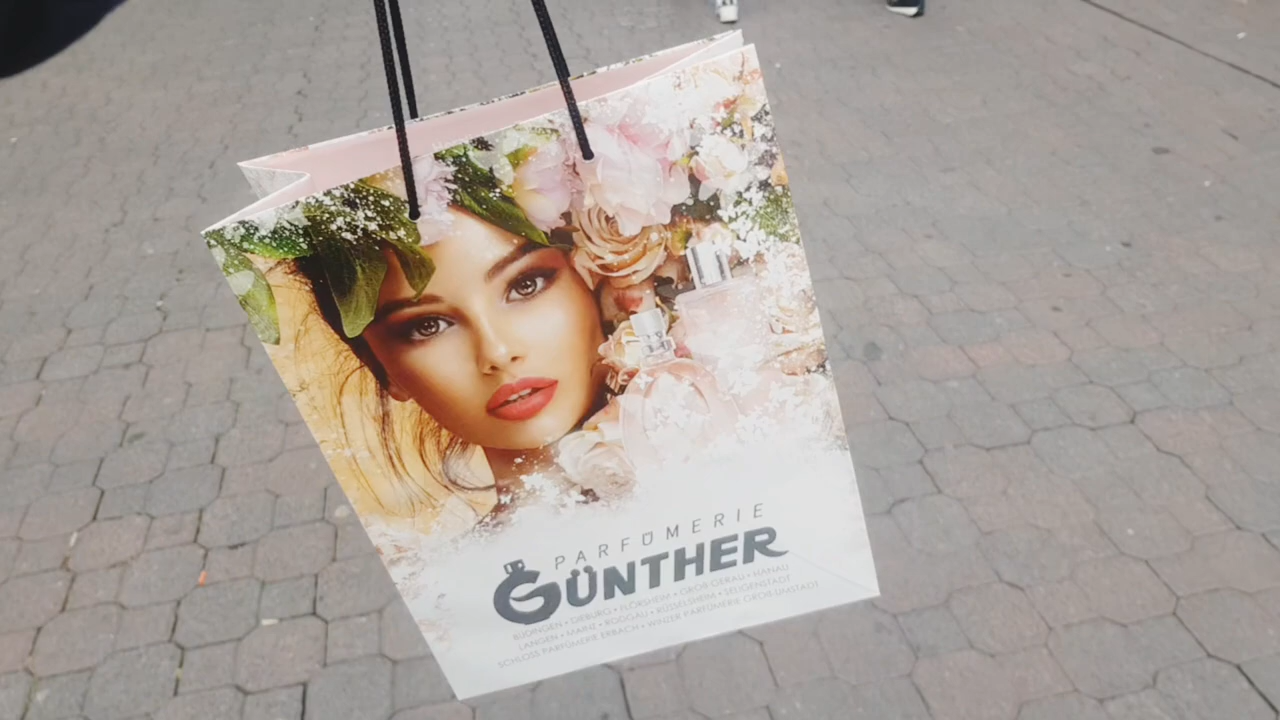 PARFÜMERIE
GÜNTHER
BÜDINGEN • DIEBURG • FLÖRSHEIM • GROß GERAU • HANAU
LANGEN • MAINZ • RODGAU • RÜSSELSHEIM • SELIGENSTADT
SCHLOSS PARFÜMERIE ERBACH • WINZER PARFÜMERIE GROß-UMSTADT